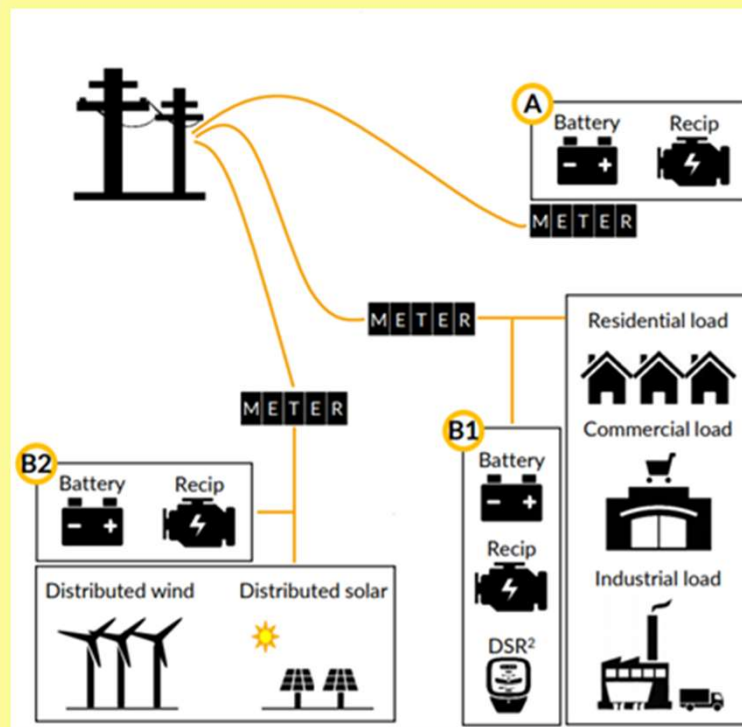 A
Battery Recip
METER
METER
Residential load
METER
B1
Commercial load
B2
Battery
Battery Recip
Recip
Industrial load
Distributed wind Distributed solar
DSR²